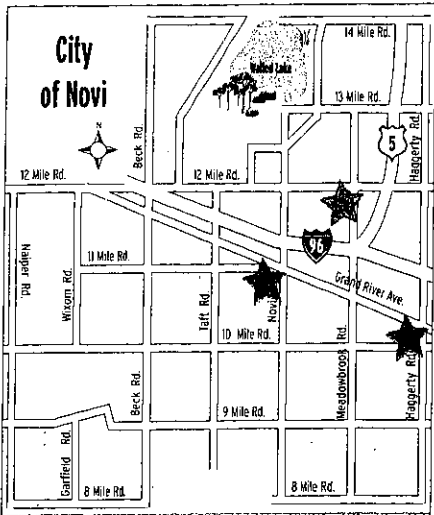 City
of Novi
N
14 Mile Rd.
Walled Lake
13 Mile Rd.
5
Haggerty Rd.
Beck Rd.
12 Mile Rd.
12 Mile Rd.
96
Grand River Ave.
11 Mile Rd.
Naiper Rd.
Wixom Rd.
Taft Rd.
Novi
10 Mile Rd.
Meadowbrook Rd.
Haggerty Rd.
Beck Rd.
9 Mile Rd.
Garfield Rd.
8 Mile Rd.
8 Mile Rd.